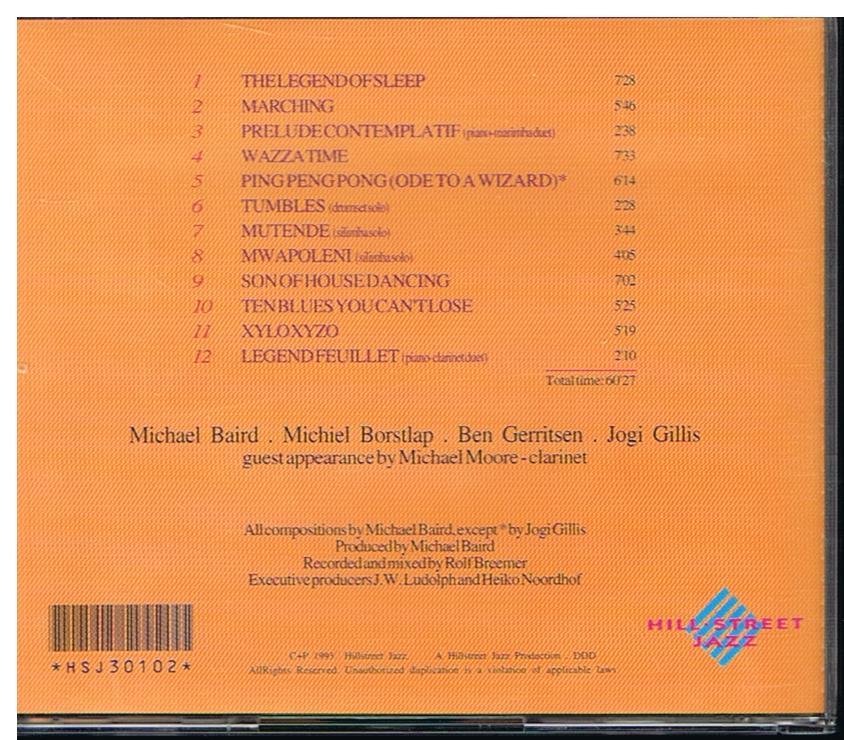 1 THE LEGEND OF SLEEP 7'28
2 MARCHING 5'46
3 PRELUDE CONTEMPLATIF (piano-marimba duet) 2'38
4 WAZZA TIME 7'33
5 PING PENG PONG (ODE TO A WIZARD)* 6'14
6 TUMBLES (drumset solo) 2'28
7 MUTENDE (silimba solo) 3'44
8 MWAPOLENI (silimba solo) 4'05
9 SON OF HOUSE DANCING 7'02
10 TEN BLUES YOU CAN'T LOSE 5'25
11 XYLOXYZO 5'19
12 LEGEND FEUILLET (piano-clarinet duet) 2'10
Total time: 60'27
Michael Baird . Michiel Borstlap . Ben Gerritsen . Jogi Gillis
guest appearance by Michael Moore - clarinet
All compositions by Michael Baird, except * by Jogi Gillis
Produced by Michael Baird
Recorded and mixed by Rolf Breemer
Executive producers J.W. Ludolph and Heiko Noordhof
HILL·STREET
JAZZ
*HSJ30102*
C+P 1993 Hillstreet Jazz. A Hillstreet Jazz Production . DDD
All Rights Reserved. Unauthorized duplication is a violation of applicable laws